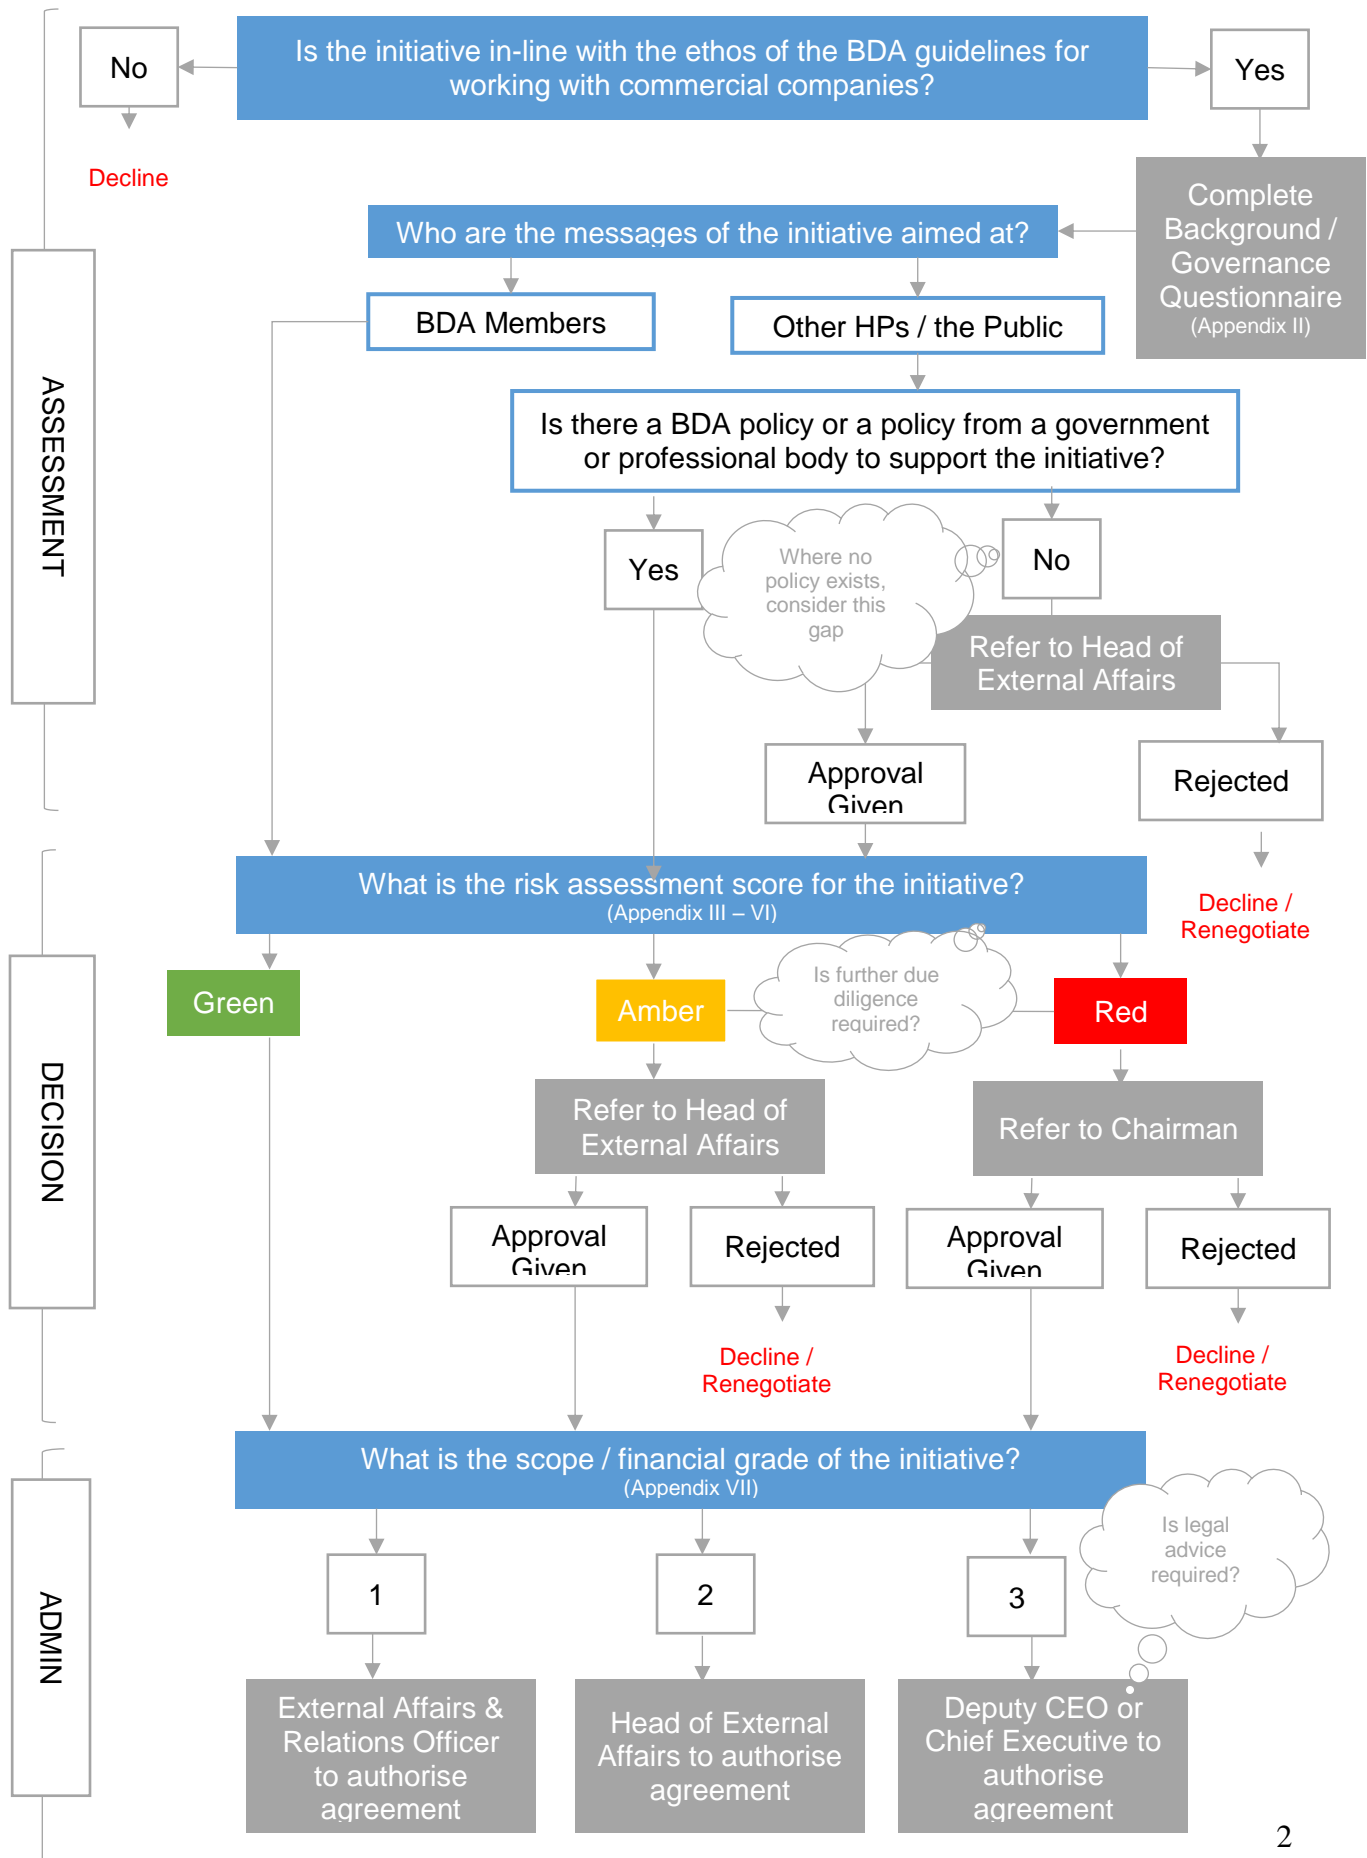 Is the initiative in-line with the ethos of the BDA guidelines for
working with commercial companies?
No
Yes
Decline
Complete
Background /
Governance
Questionnaire
(Appendix II)
Who are the messages of the initiative aimed at?
BDA Members
Other HPs / the Public
ASSESSMENT
Is there a BDA policy or a policy from a government
or professional body to support the initiative?
Yes
Where no
policy exists,
consider this
gap
No
Refer to Head of
External Affairs
Approval
Given
Rejected
What is the risk assessment score for the initiative?
(Appendix III – VI)
Decline /
Renegotiate
Green
Amber
Is further due
diligence
required?
Red
DECISION
Refer to Head of
External Affairs
Refer to Chairman
Approval
Given
Rejected
Approval
Given
Rejected
Decline /
Renegotiate
Decline /
Renegotiate
What is the scope / financial grade of the initiative?
(Appendix VII)
Is legal
advice
required?
1
2
3
ADMIN
External Affairs &
Relations Officer
to authorise
agreement
Head of External
Affairs to authorise
agreement
Deputy CEO or
Chief Executive to
authorise
agreement
2